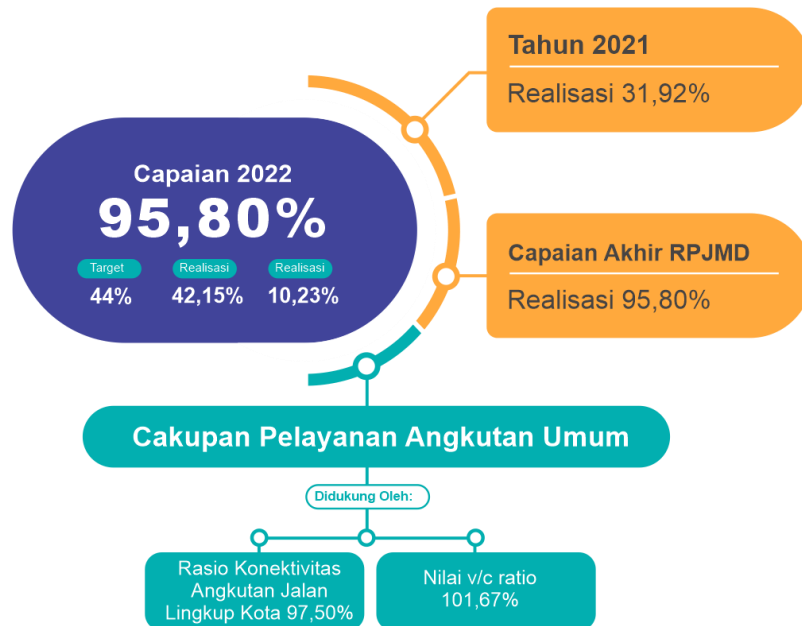 Tahun 2021
Realisasi 31,92%
Capaian 2022
95,80%
Target
Realisasi
Realisasi
44%
42,15%
10,23%
Capaian Akhir RPJMD
Realisasi 95,80%
Cakupan Pelayanan Angkutan Umum
Didukung Oleh:
Rasio Konektivitas
Angkutan Jalan
Lingkup Kota 97,50%
Nilai v/c ratio
101,67%